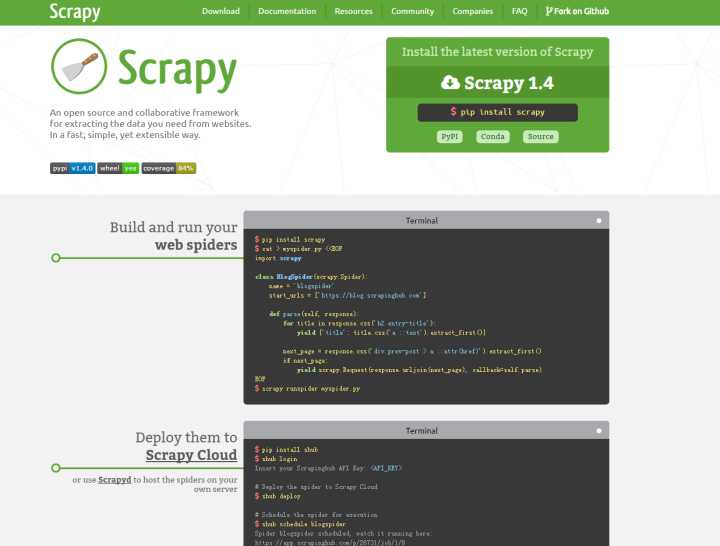 Scrapy
Download Documentation Resources Community Companies FAQ Fork on Github
Scrapy
An open source and collaborative framework
for extracting the data you need from websites.
In a fast, simple, yet extensible way.
pypi v1.4.0 wheel yes coverage 84%
Install the latest version of Scrapy
Scrapy 1.4
$ pip install scrapy
PyPI Conda Source
Build and run your
web spiders
Terminal
$ pip install scrapy
$ cat > myspider.py <<EOF
import scrapy
class BlogSpider(scrapy.Spider):
name = 'blogspider'
start_urls = ['https://blog.scrapinghub.com']
def parse(self, response):
for title in response.css('h2.entry-title'):
yield {'title': title.css('a ::text').extract_first()}
next_page = response.css('div.prev-post > a ::attr(href)').extract_first()
if next_page:
yield scrapy.Request(response.urljoin(next_page), callback=self.parse)
EOF
$ scrapy runspider myspider.py
Deploy them to
Scrapy Cloud
or use Scrapyd to host the spiders on your
own server
Terminal
$ pip install shub
$ shub login
Insert your Scrapinghub API Key: <API_KEY>
# Deploy the spider to Scrapy Cloud
$ shub deploy
# Schedule the spider for execution
$ shub schedule blogspider
Spider blogspider scheduled, watch it running here:
https://app.scrapinghub.com/p/26731/job/1/8